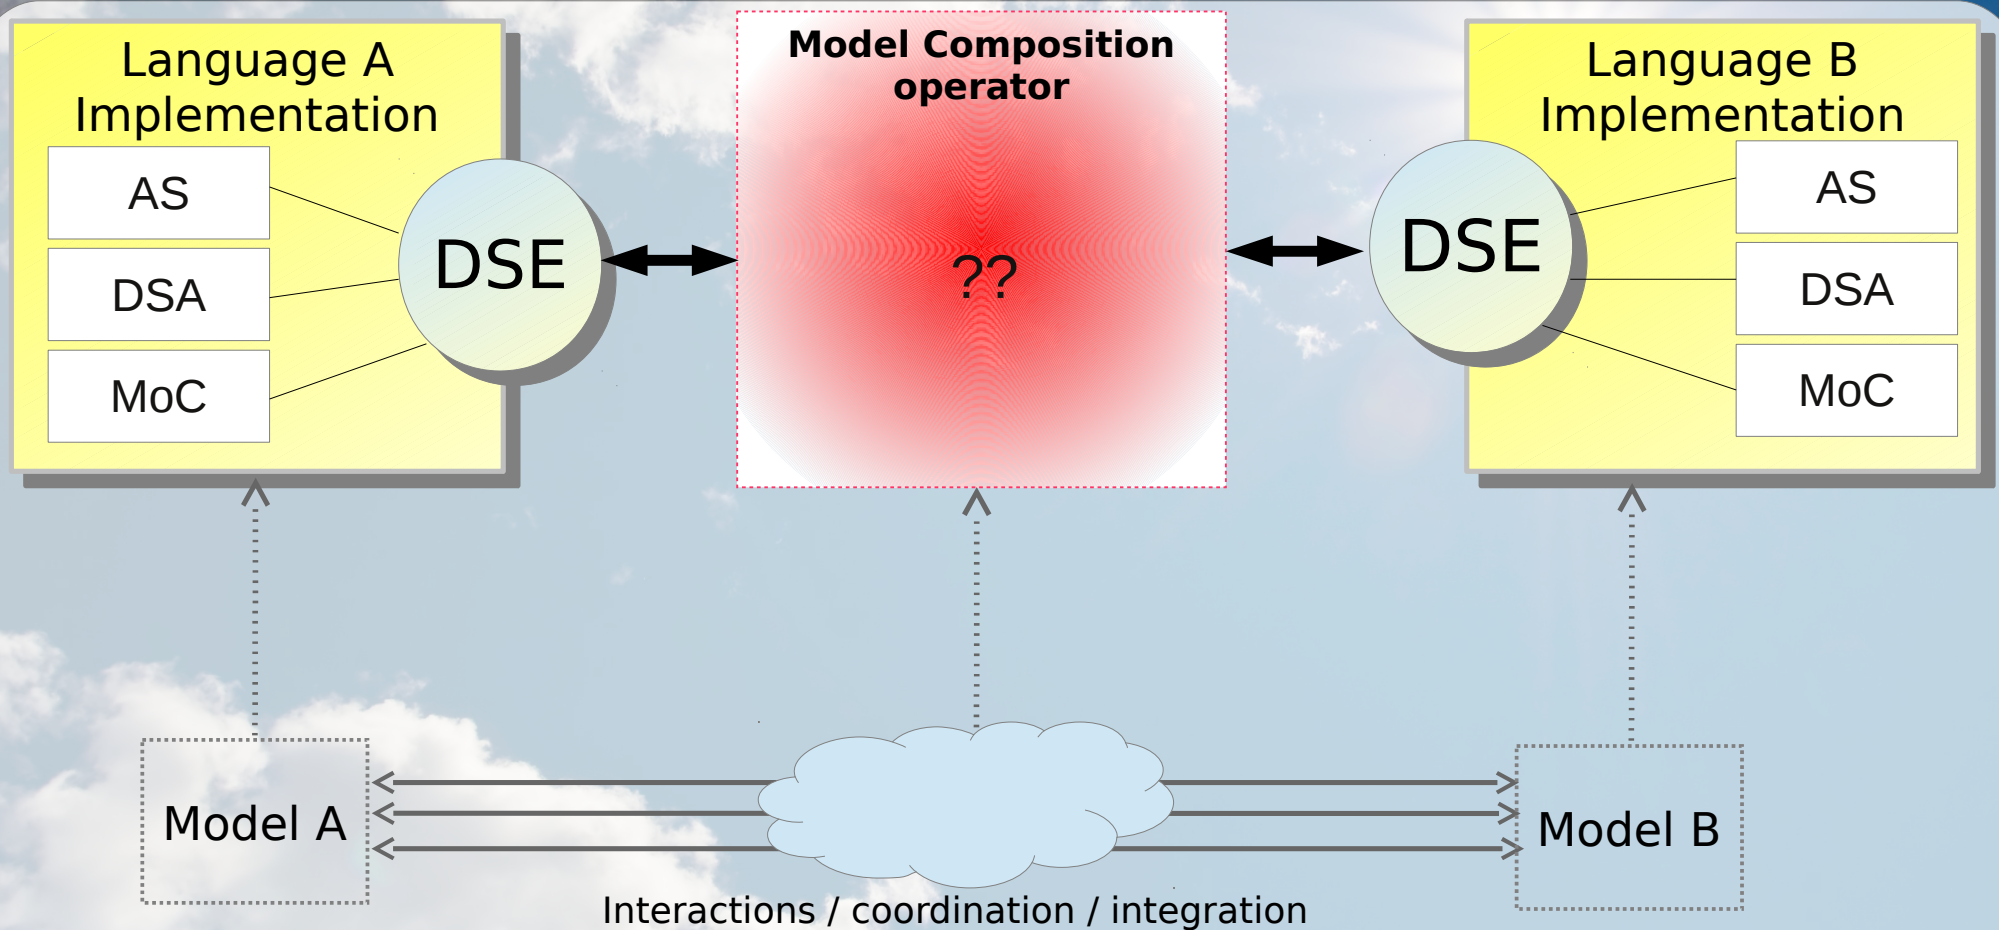 Language A
Implementation
AS
DSA
MoC
DSE
Model Composition
operator
??
Language B
Implementation
DSE
AS
DSA
MoC
Model A
Model B
Interactions / coordination / integration